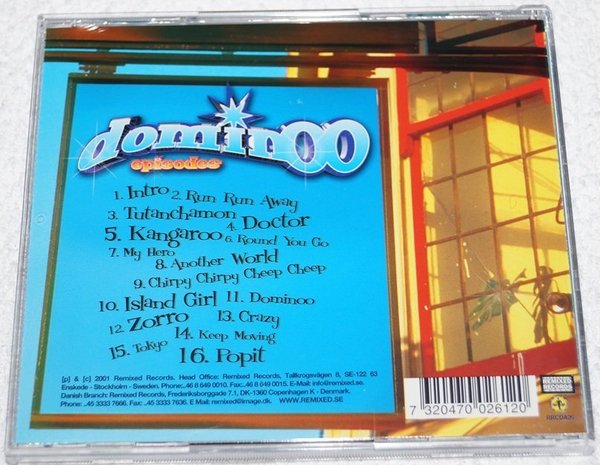 dominoo
episodes
1. Intro 2. Run Run Away
3. Tutanchamon 4. Doctor
5. Kangaroo 6. Round You Go
7. My Hero
8. Another World
9. Chirpy Chirpy Cheep Cheep
10. Island Girl 11. Dominoo
12. Zorro 13. Crazy
14. Keep Moving
15. Tokyo 16. Popit
(p) & (c) 2001 Remixed Records. Head Office: Remixed Records, Tallkrogsvägen 8, SE-122 63
Enskede - Stockholm - Sweden. Phone:.46 8 649 0010. Fax:.46 8 649 0015. E-Mail: info@remixed.se.
Danish Branch: Remixed Records, Frederiksborggade 7.1, DK-1360 Copenhagen K - Denmark.
Phone: .45 3333 7666. Fax: .45 3333 7636. E Mail: remixed@image.dk. WWW.REMIXED.SE
7 320470 026120
REMIXED
RECORDS